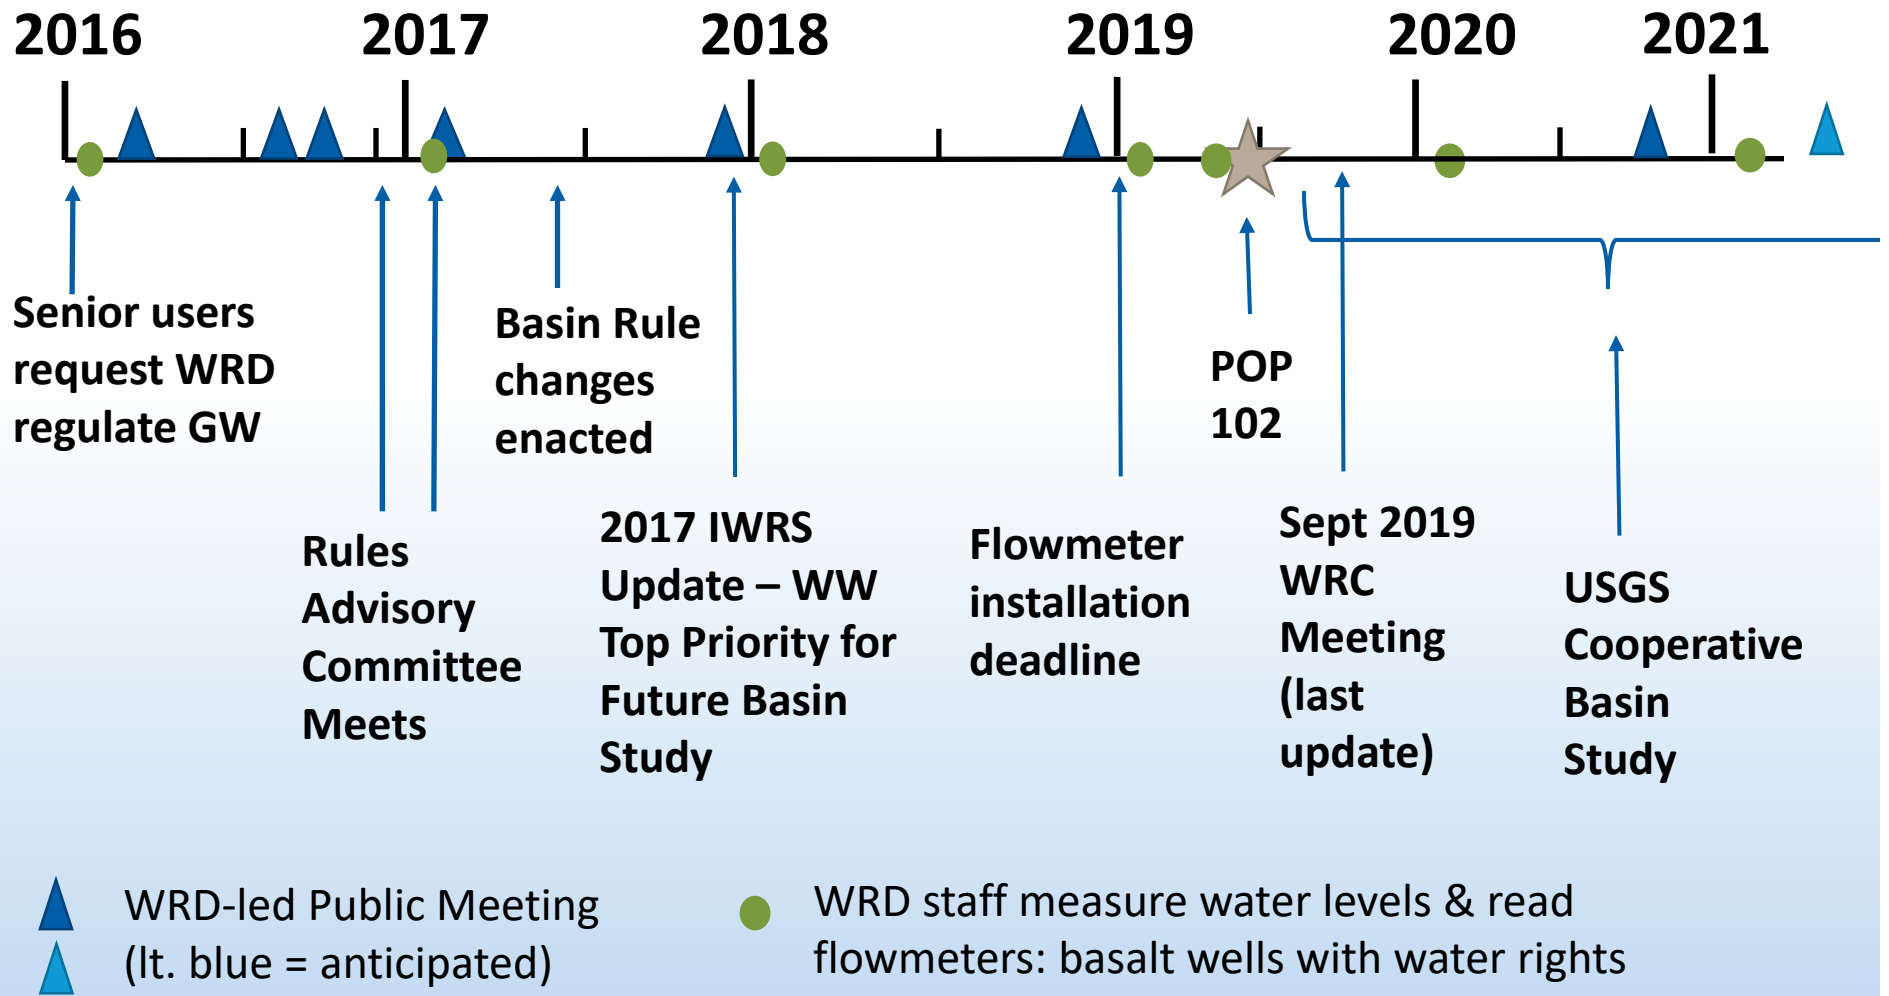 2016 2017 2018 2019 2020 2021
Senior users
request WRD
regulate GW
Rules
Advisory
Committee
Meets
Basin Rule
changes
enacted
2017 IWRS
Update – WW
Top Priority for
Future Basin
Study
Flowmeter
installation
deadline
POP
102
Sept 2019
WRC
Meeting
(last
update)
USGS
Cooperative
Basin
Study
WRD-led Public Meeting
(lt. blue = anticipated)
WRD staff measure water levels & read
flowmeters: basalt wells with water rights